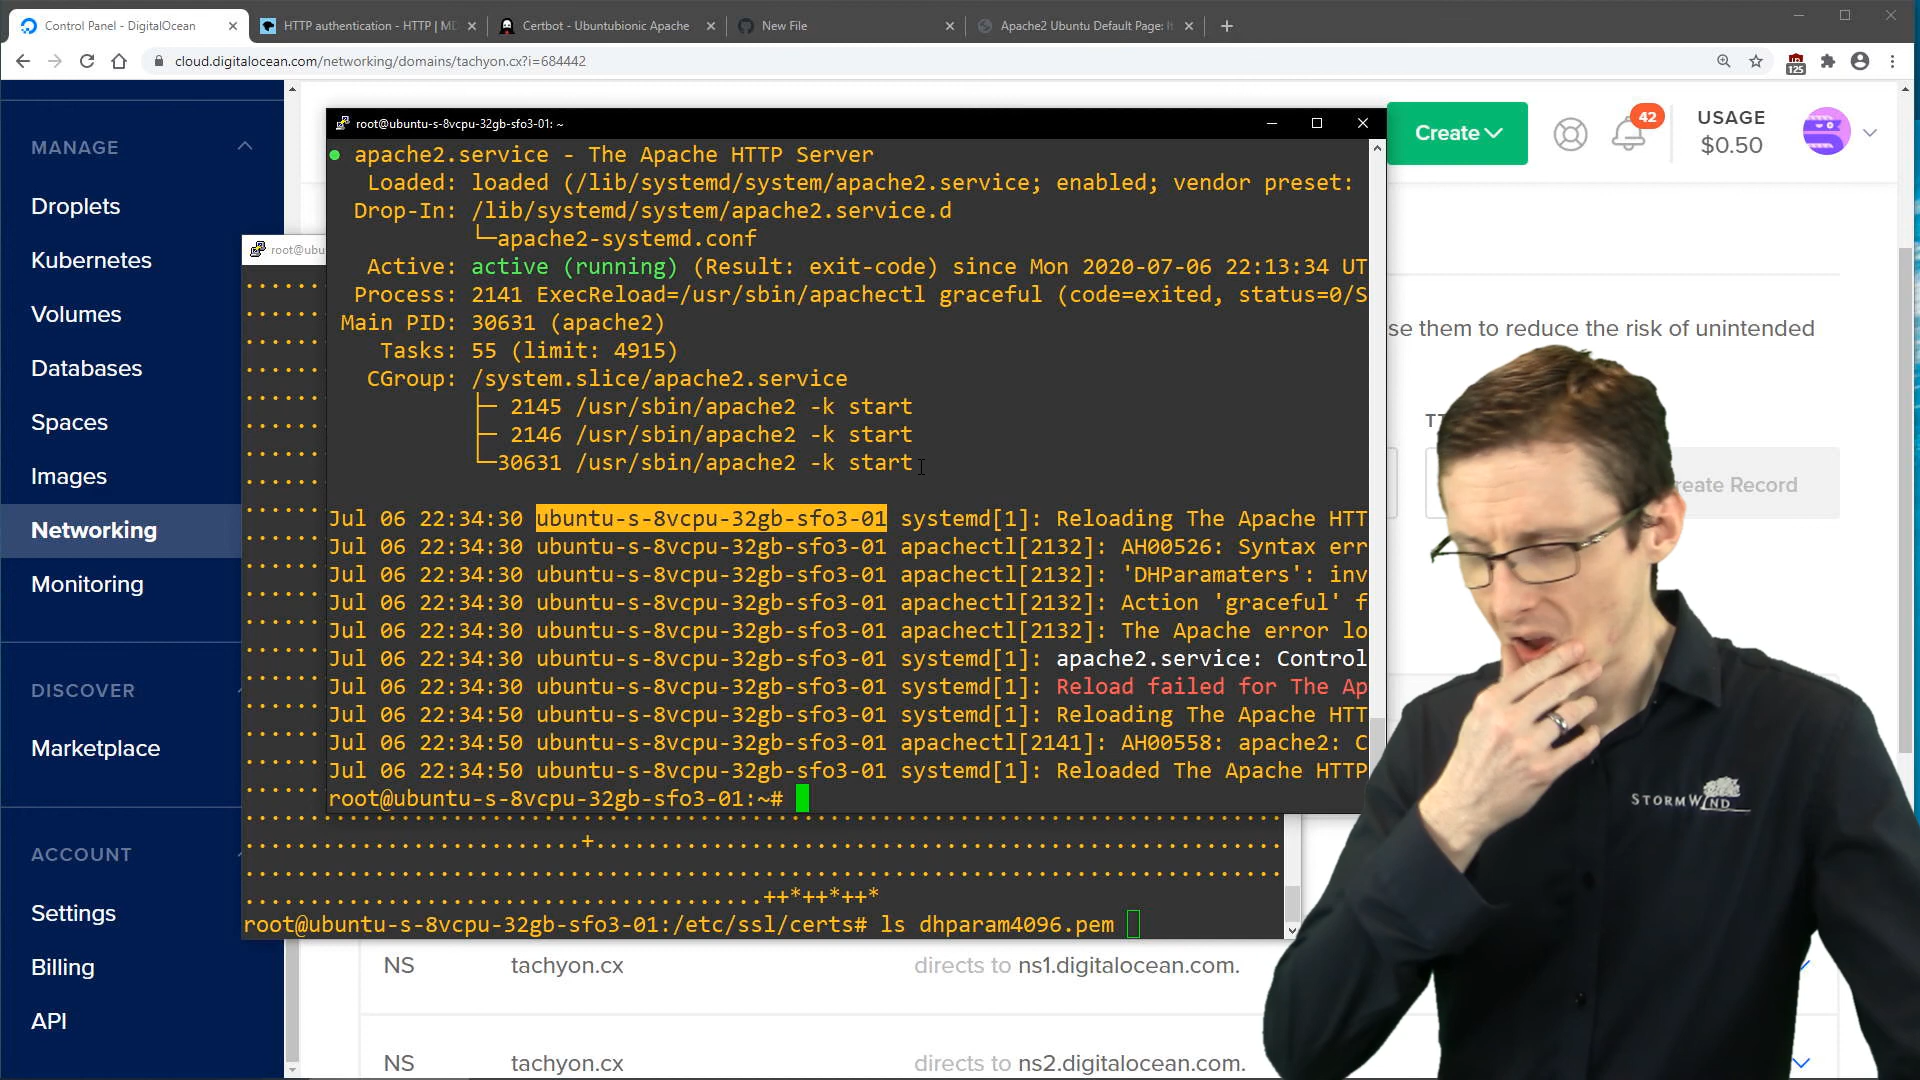 Control Panel - DigitalOcean
HTTP authentication - HTTP | MD
Certbot - Ubuntubionic Apache
New File
Apache2 Ubuntu Default Page: It
cloud.digitalocean.com/networking/domains/tachyon.cx?i=684442
125
MANAGE
Droplets
Kubernetes
Volumes
Databases
Spaces
Images
Networking
Monitoring
DISCOVER
Marketplace
ACCOUNT
Settings
Billing
API
Create
42
USAGE
$0.50
se them to reduce the risk of unintended
reate Record
root@ubuntu-s-8vcpu-32gb-sfo3-01: ~
● apache2.service - The Apache HTTP Server
Loaded: loaded (/lib/systemd/system/apache2.service; enabled; vendor preset:
Drop-In: /lib/systemd/system/apache2.service.d
└─apache2-systemd.conf
Active: active (running) (Result: exit-code) since Mon 2020-07-06 22:13:34 UT
Process: 2141 ExecReload=/usr/sbin/apachectl graceful (code=exited, status=0/S
Main PID: 30631 (apache2)
Tasks: 55 (limit: 4915)
CGroup: /system.slice/apache2.service
├─ 2145 /usr/sbin/apache2 -k start
├─ 2146 /usr/sbin/apache2 -k start
└─30631 /usr/sbin/apache2 -k start
Jul 06 22:34:30 ubuntu-s-8vcpu-32gb-sfo3-01 systemd[1]: Reloading The Apache HTT
Jul 06 22:34:30 ubuntu-s-8vcpu-32gb-sfo3-01 apachectl[2132]: AH00526: Syntax err
Jul 06 22:34:30 ubuntu-s-8vcpu-32gb-sfo3-01 apachectl[2132]: 'DHParamaters': inv
Jul 06 22:34:30 ubuntu-s-8vcpu-32gb-sfo3-01 apachectl[2132]: Action 'graceful' f
Jul 06 22:34:30 ubuntu-s-8vcpu-32gb-sfo3-01 apachectl[2132]: The Apache error lo
Jul 06 22:34:30 ubuntu-s-8vcpu-32gb-sfo3-01 systemd[1]: apache2.service: Control
Jul 06 22:34:30 ubuntu-s-8vcpu-32gb-sfo3-01 systemd[1]: Reload failed for The Ap
Jul 06 22:34:50 ubuntu-s-8vcpu-32gb-sfo3-01 systemd[1]: Reloading The Apache HTT
Jul 06 22:34:50 ubuntu-s-8vcpu-32gb-sfo3-01 apachectl[2141]: AH00558: apache2: C
Jul 06 22:34:50 ubuntu-s-8vcpu-32gb-sfo3-01 systemd[1]: Reloaded The Apache HTTP
root@ubuntu-s-8vcpu-32gb-sfo3-01:~#
root@ubu
++*++*++*
root@ubuntu-s-8vcpu-32gb-sfo3-01:/etc/ssl/certs# ls dhparam4096.pem
NS tachyon.cx directs to ns1.digitalocean.com.
NS tachyon.cx directs to ns2.digitalocean.com.
STORMWIND